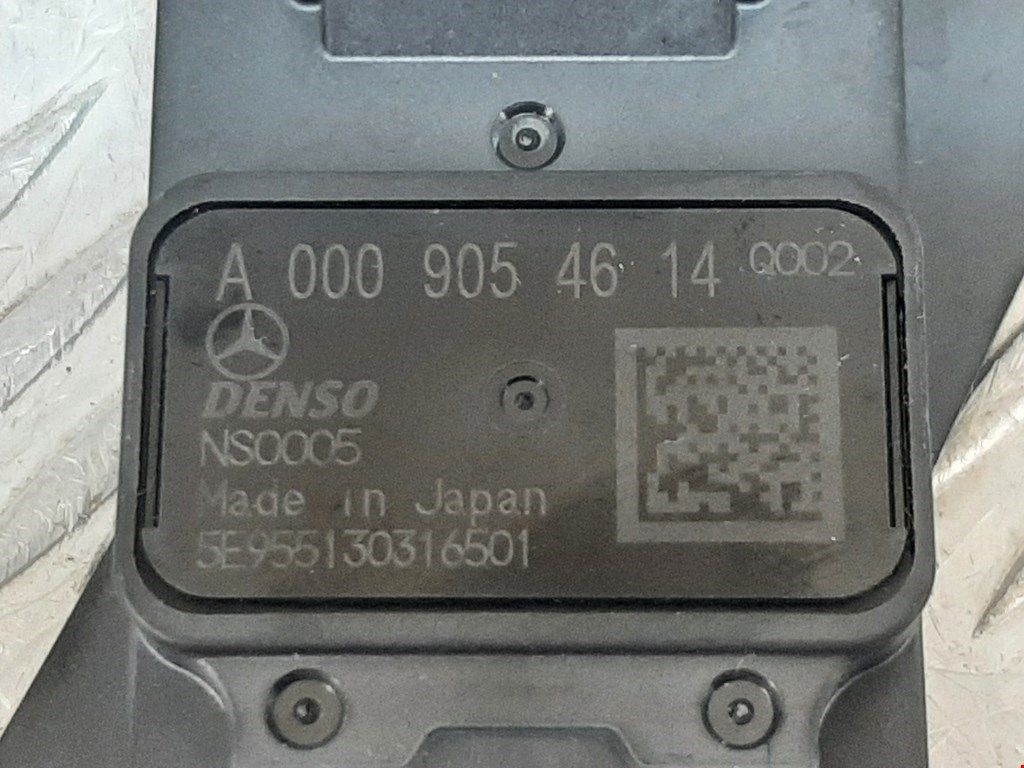 A 000 905 46 14 Q002
DENSO
NS0005
Made in Japan
5E955130316501